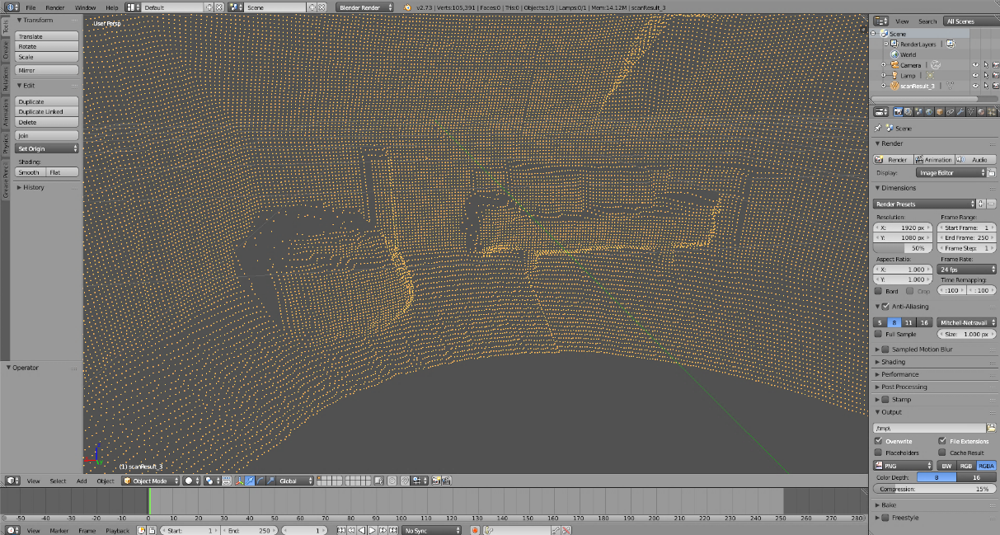 File Render Window Help Default Scene Blender Render v2.73 | Verts:105,391 | Faces:0 | Tris:0 | Objects:1/3 | Lamps:0/1 | Mem:14.12M | scanResult_3
Tools
Create
Relations
Animation
Physics
Grease Pencil
Transform
Translate
Rotate
Scale
Mirror
Edit
Duplicate
Duplicate Linked
Delete
Join
Set Origin
Shading:
Smooth Flat
History
Operator
User Persp
(1) scanResult_3
View Search All Scenes
Scene
RenderLayers
World
Camera
Lamp
scanResult_3
Scene
Render
Render Animation Audio
Display: Image Editor
Dimensions
Render Presets
Resolution: Frame Range:
X: 1920 px Start Frame: 1
Y: 1080 px End Frame: 250
50% Frame Step: 1
Aspect Ratio: Frame Rate:
X: 1.000 24 fps
Y: 1.000 Time Remapping:
Bord Crop :100 :100
Anti-Aliasing
5 8 11 16 Mitchell-Netravali
Full Sample Size: 1.000 px
Sampled Motion Blur
Shading
Performance
Post Processing
Stamp
Output
/tmp\
Overwrite File Extensions
Placeholders Cache Result
PNG BW RGB RGBA
Color Depth: 8 16
Compression: 15%
Bake
Freestyle
View Select Add Object Object Mode Global
-50 -40 -30 -20 -10 0 10 20 30 40 50 60 70 80 90 100 110 120 130 140 150 160 170 180 190 200 210 220 230 240 250 260 270 280
View Marker Frame Playback Start: 1 End: 250 1 No Sync